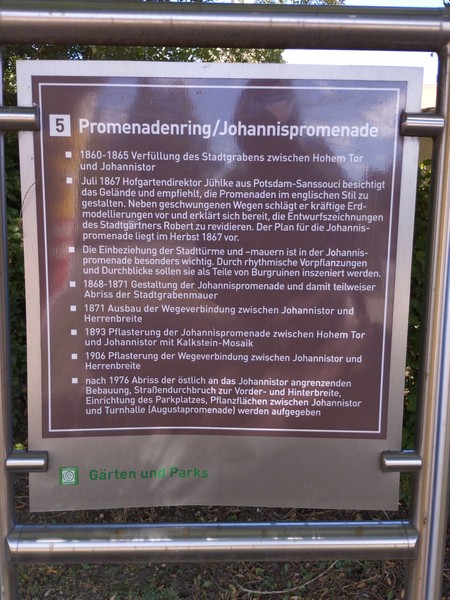 5 Promenadenring/Johannispromenade
1860-1865 Verfüllung des Stadtgrabens zwischen Hohem Tor
und Johannistor
Juli 1867 Hofgartendirektor Jühlke aus Potsdam-Sanssouci besichtigt
das Gelände und empfiehlt, die Promenaden im englischen Stil zu
gestalten. Neben geschwungenen Wegen schlägt er kräftige Erd-
modellierungen vor und erklärt sich bereit, die Entwurfszeichnungen
des Stadtgärtners Robert zu revidieren. Der Plan für die Johannis-
promenade liegt im Herbst 1867 vor.
Die Einbeziehung der Stadttürme und -mauern ist in der Johannis-
promenade besonders wichtig. Durch rhythmische Vorpflanzungen
und Durchblicke sollen sie als Teile von Burgruinen inszeniert werden.
1868-1871 Gestaltung der Johannispromenade und damit teilweiser
Abriss der Stadtgrabenmauer
1871 Ausbau der Wegeverbindung zwischen Johannistor und
Herrenbreite
1893 Pflasterung der Johannispromenade zwischen Hohem Tor
und Johannistor mit Kalkstein-Mosaik
1906 Pflasterung der Wegeverbindung zwischen Johannistor und
Herrenbreite
nach 1976 Abriss der östlich an das Johannistor angrenzenden
Bebauung, Straßendurchbruch zur Vorder- und Hinterbreite,
Einrichtung des Parkplatzes, Pflanzflächen zwischen Johannistor
und Turnhalle (Augustapromenade) werden aufgegeben
Gärten und Parks